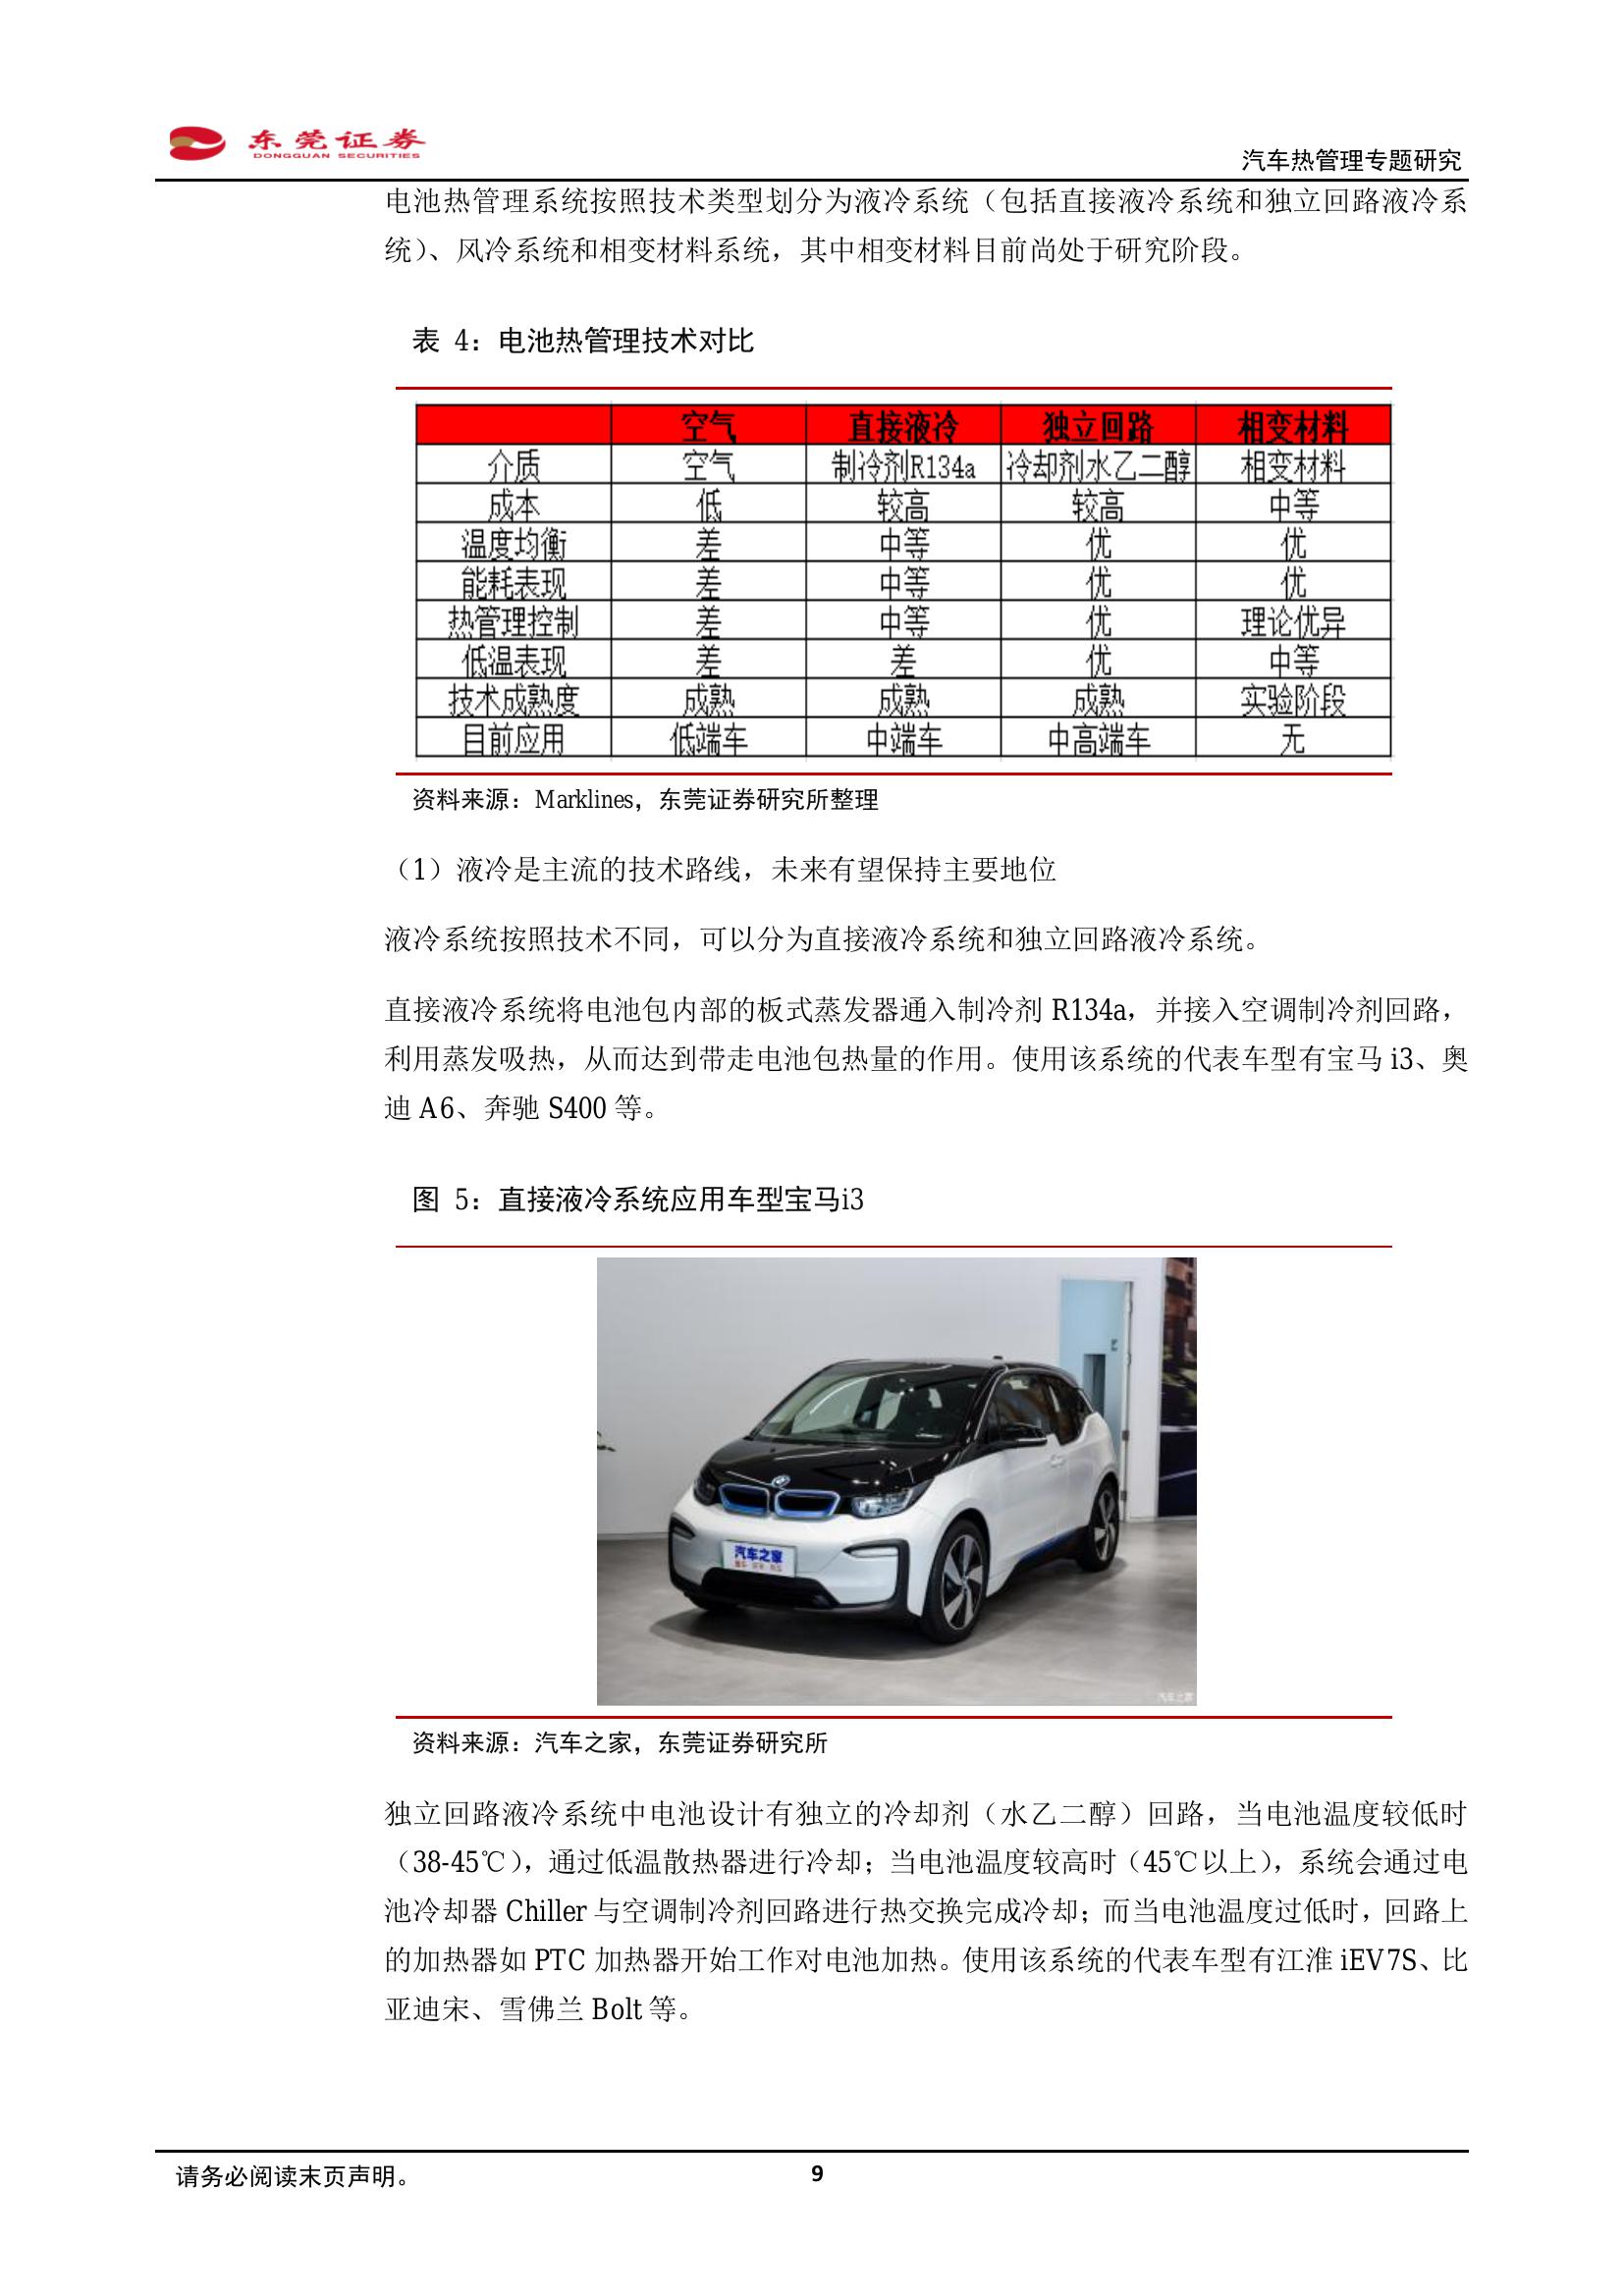 东莞证券
DONGGUAN SECURITIES
汽车热管理专题研究
电池热管理系统按照技术类型划分为液冷系统（包括直接液冷系统和独立回路液冷系
统）、风冷系统和相变材料系统，其中相变材料目前尚处于研究阶段。
表 4：电池热管理技术对比
空气 直接液冷 独立回路 相变材料
介质 空气 制冷剂R134a 冷却剂水乙二醇 相变材料
成本 低 较高 较高 中等
温度均衡 差 中等 优 优
能耗表现 差 中等 优 优
热管理控制 差 中等 优 理论优异
低温表现 差 差 优 中等
技术成熟度 成熟 成熟 成熟 实验阶段
目前应用 低端车 中端车 中高端车 无
资料来源：Marklines，东莞证券研究所整理
（1）液冷是主流的技术路线，未来有望保持主要地位
液冷系统按照技术不同，可以分为直接液冷系统和独立回路液冷系统。
直接液冷系统将电池包内部的板式蒸发器通入制冷剂 R134a，并接入空调制冷剂回路，
利用蒸发吸热，从而达到带走电池包热量的作用。使用该系统的代表车型有宝马 i3、奥
迪 A6、奔驰 S400 等。
图 5：直接液冷系统应用车型宝马i3
汽车之家
汽车之家
资料来源：汽车之家，东莞证券研究所
独立回路液冷系统中电池设计有独立的冷却剂（水乙二醇）回路，当电池温度较低时
（38-45℃），通过低温散热器进行冷却；当电池温度较高时（45℃以上），系统会通过电
池冷却器 Chiller 与空调制冷剂回路进行热交换完成冷却；而当电池温度过低时，回路上
的加热器如 PTC 加热器开始工作对电池加热。使用该系统的代表车型有江淮 iEV7S、比
亚迪宋、雪佛兰 Bolt 等。
请务必阅读末页声明。
9